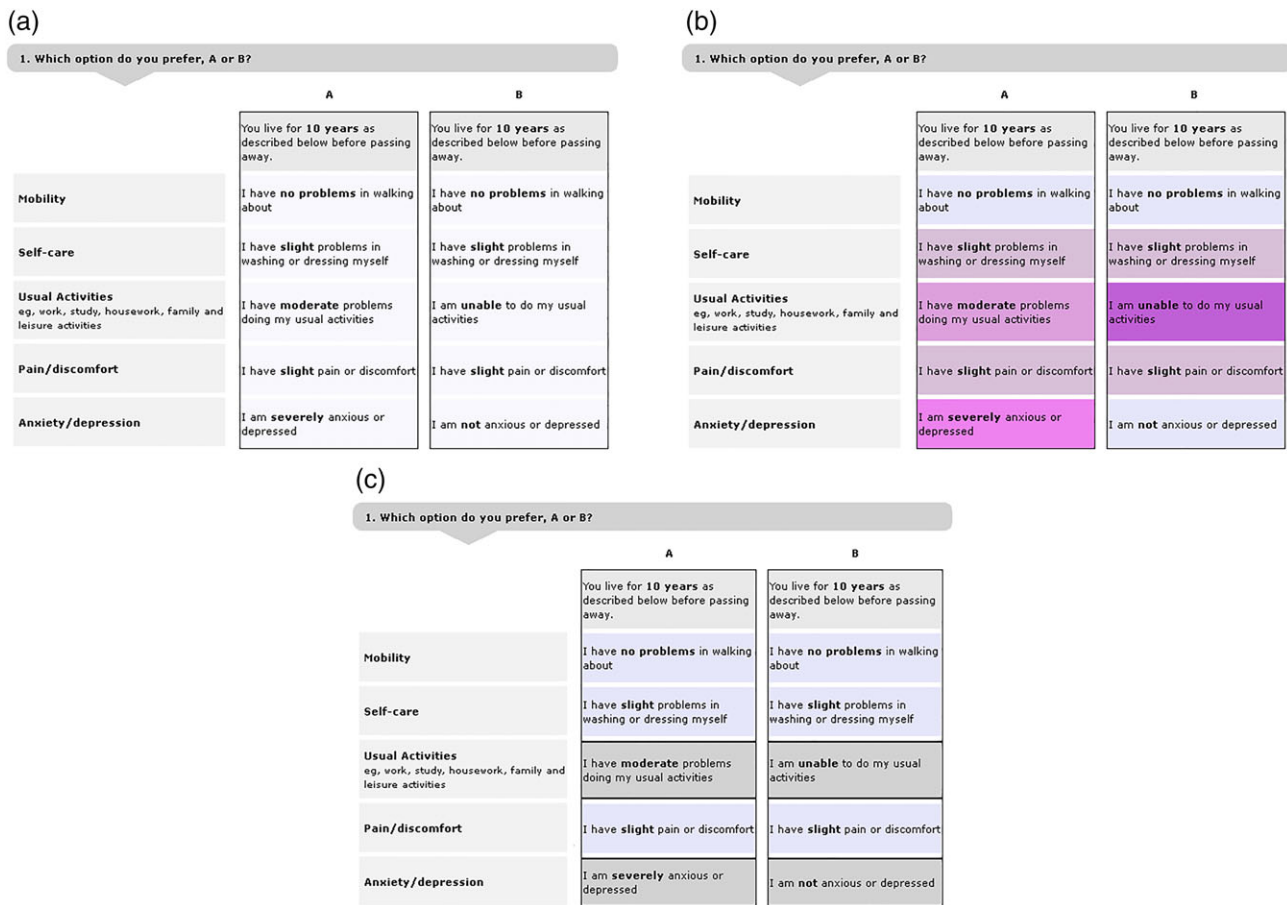 (a)
1. Which option do you prefer, A or B?
A B
You live for 10 years as
described below before passing
away.
You live for 10 years as
described below before passing
away.
Mobility
I have no problems in walking
about
I have no problems in walking
about
Self-care
I have slight problems in
washing or dressing myself
I have slight problems in
washing or dressing myself
Usual Activities
eg, work, study, housework, family and
leisure activities
I have moderate problems
doing my usual activities
I am unable to do my usual
activities
Pain/discomfort
I have slight pain or discomfort
I have slight pain or discomfort
Anxiety/depression
I am severely anxious or
depressed
I am not anxious or depressed
(b)
1. Which option do you prefer, A or B?
A B
You live for 10 years as
described below before passing
away.
You live for 10 years as
described below before passing
away.
Mobility
I have no problems in walking
about
I have no problems in walking
about
Self-care
I have slight problems in
washing or dressing myself
I have slight problems in
washing or dressing myself
Usual Activities
eg, work, study, housework, family and
leisure activities
I have moderate problems
doing my usual activities
I am unable to do my usual
activities
Pain/discomfort
I have slight pain or discomfort
I have slight pain or discomfort
Anxiety/depression
I am severely anxious or
depressed
I am not anxious or depressed
(c)
1. Which option do you prefer, A or B?
A B
You live for 10 years as
described below before passing
away.
You live for 10 years as
described below before passing
away.
Mobility
I have no problems in walking
about
I have no problems in walking
about
Self-care
I have slight problems in
washing or dressing myself
I have slight problems in
washing or dressing myself
Usual Activities
eg, work, study, housework, family and
leisure activities
I have moderate problems
doing my usual activities
I am unable to do my usual
activities
Pain/discomfort
I have slight pain or discomfort
I have slight pain or discomfort
Anxiety/depression
I am severely anxious or
depressed
I am not anxious or depressed